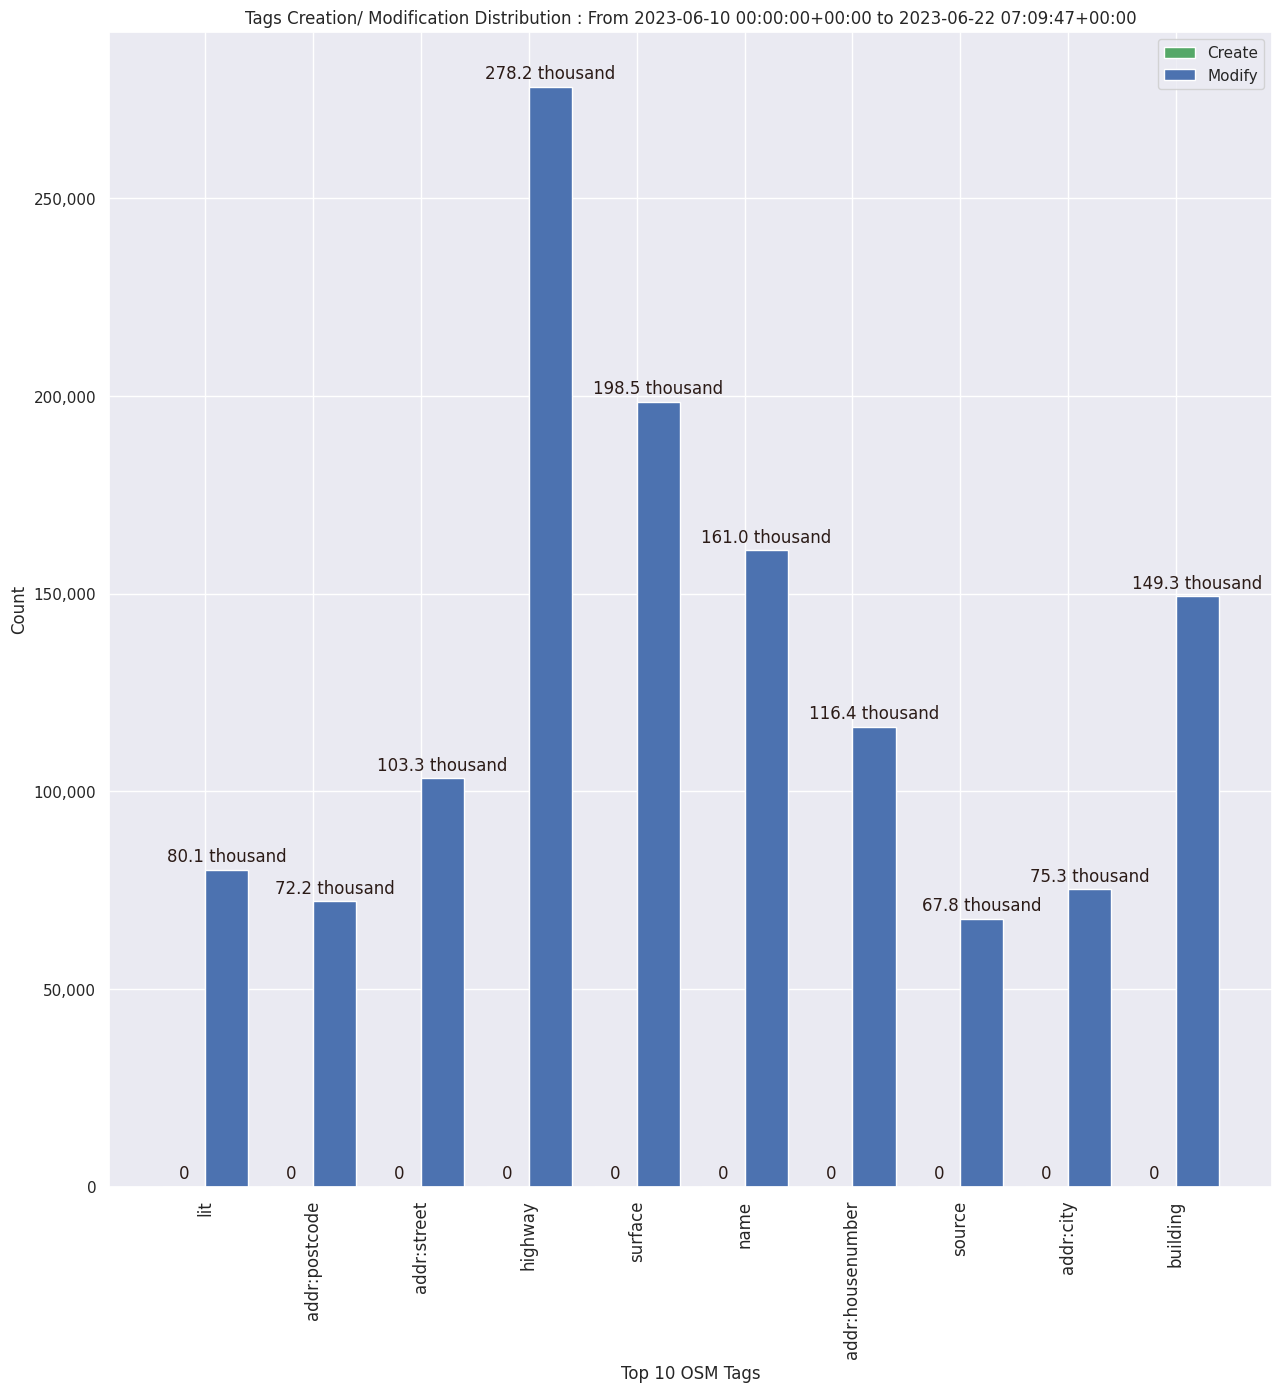 Tags Creation/ Modification Distribution : From 2023-06-10 00:00:00+00:00 to 2023-06-22 07:09:47+00:00
Create
Modify
278.2 thousand
250,000
200,000
198.5 thousand
161.0 thousand
150,000
149.3 thousand
116.4 thousand
103.3 thousand
100,000
80.1 thousand
72.2 thousand
75.3 thousand
67.8 thousand
50,000
0
0
0
0
0
0
0
0
0
0
0
Count
lit
addr:postcode
addr:street
highway
surface
name
addr:housenumber
source
addr:city
building
Top 10 OSM Tags